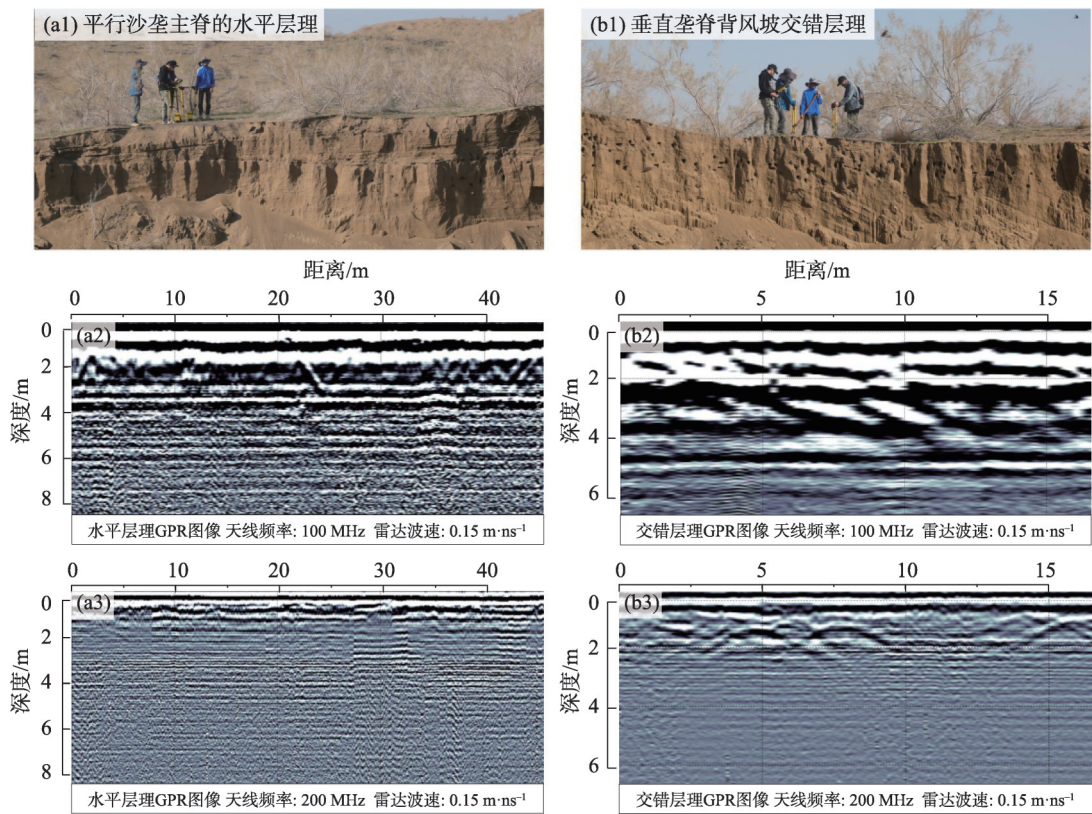 (a1) 平行沙垄主脊的水平层理
(b1) 垂直垄脊背风坡交错层理
距离/m
0 10 20 30 40
(a2)
深度/m
0
2
4
6
8
水平层理GPR图像 天线频率: 100 MHz 雷达波速: 0.15 m·ns⁻¹
距离/m
0 5 10 15
(b2)
深度/m
0
2
4
6
交错层理GPR图像 天线频率: 100 MHz 雷达波速: 0.15 m·ns⁻¹
0 10 20 30 40
(a3)
深度/m
0
2
4
6
8
水平层理GPR图像 天线频率: 200 MHz 雷达波速: 0.15 m·ns⁻¹
0 5 10 15
(b3)
深度/m
0
2
4
6
交错层理GPR图像 天线频率: 200 MHz 雷达波速: 0.15 m·ns⁻¹